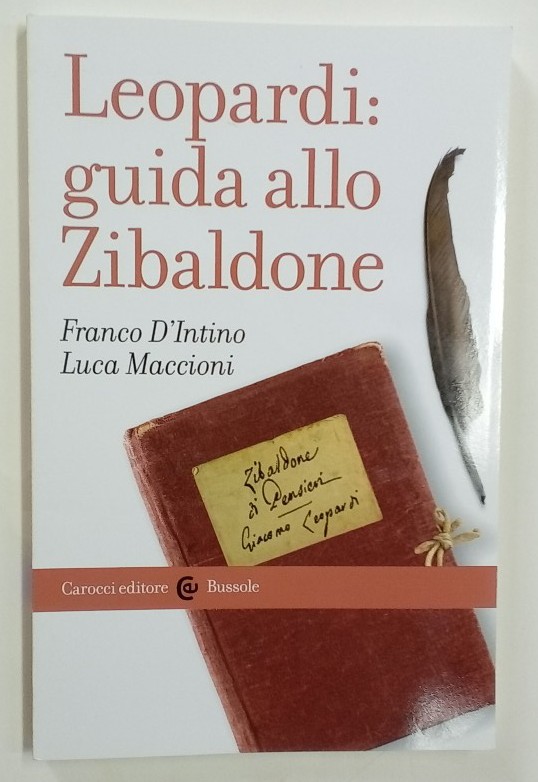 Leopardi:
guida allo
Zibaldone
Franco D'Intino
Luca Maccioni
Zibaldone
di Pensieri
Giacomo Leopardi
Carocci editore Bussole